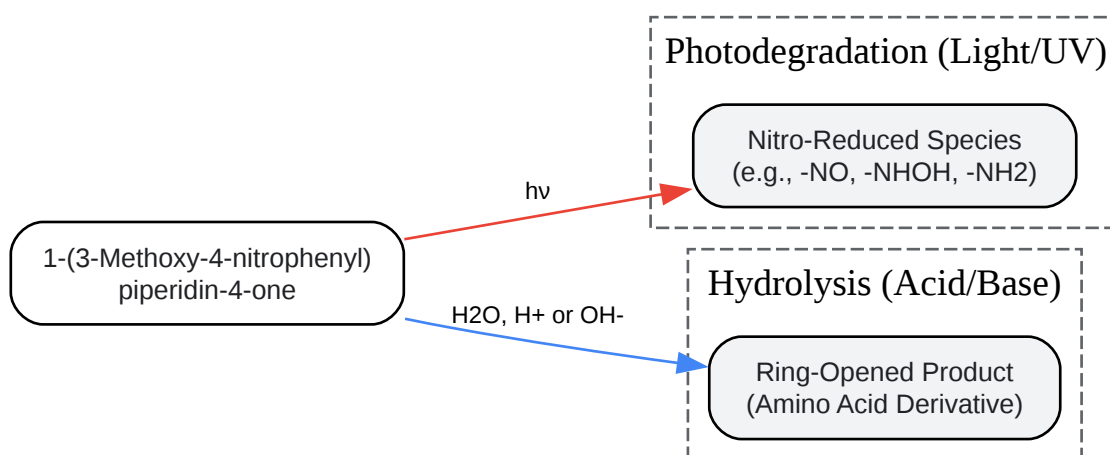 Photodegradation (Light/UV)
Nitro-Reduced Species
(e.g., -NO, -NHOH, -NH2)
hν
1-(3-Methoxy-4-nitrophenyl)
piperidin-4-one
H2O, H+ or OH-
Hydrolysis (Acid/Base)
Ring-Opened Product
(Amino Acid Derivative)